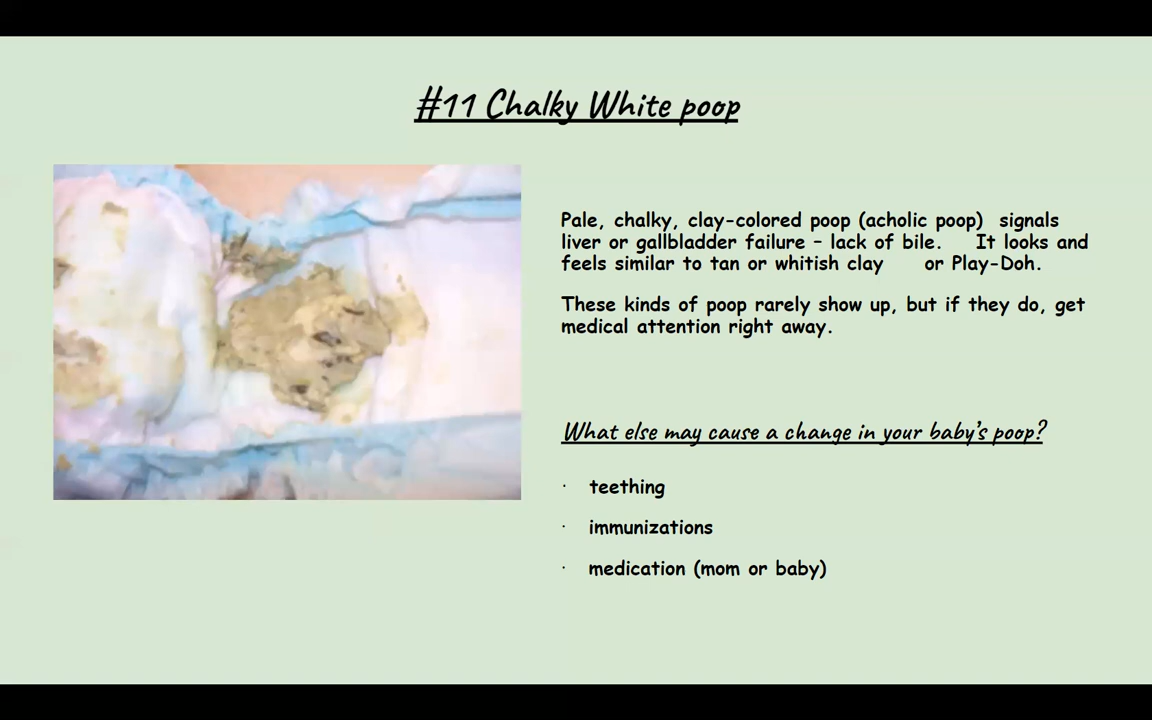 #11 Chalky White poop
Pale, chalky, clay-colored poop (acholic poop) signals
liver or gallbladder failure – lack of bile. It looks and
feels similar to tan or whitish clay or Play-Doh.
These kinds of poop rarely show up, but if they do, get
medical attention right away.
What else may cause a change in your baby's poop?
· teething
· immunizations
· medication (mom or baby)